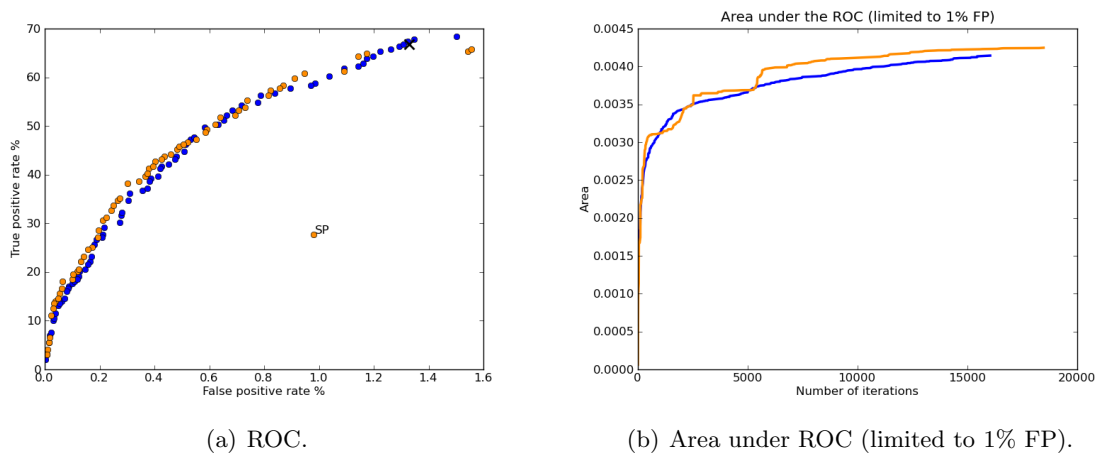 70
60
50
40
30
20
10
0
True positive rate %
SP
0.0 0.2 0.4 0.6 0.8 1.0 1.2 1.4 1.6
False positive rate %
(a) ROC.
Area under the ROC (limited to 1% FP)
0.0045
0.0040
0.0035
0.0030
0.0025
0.0020
0.0015
0.0010
0.0005
0.0000
Area
0 5000 10000 15000 20000
Number of iterations
(b) Area under ROC (limited to 1% FP).